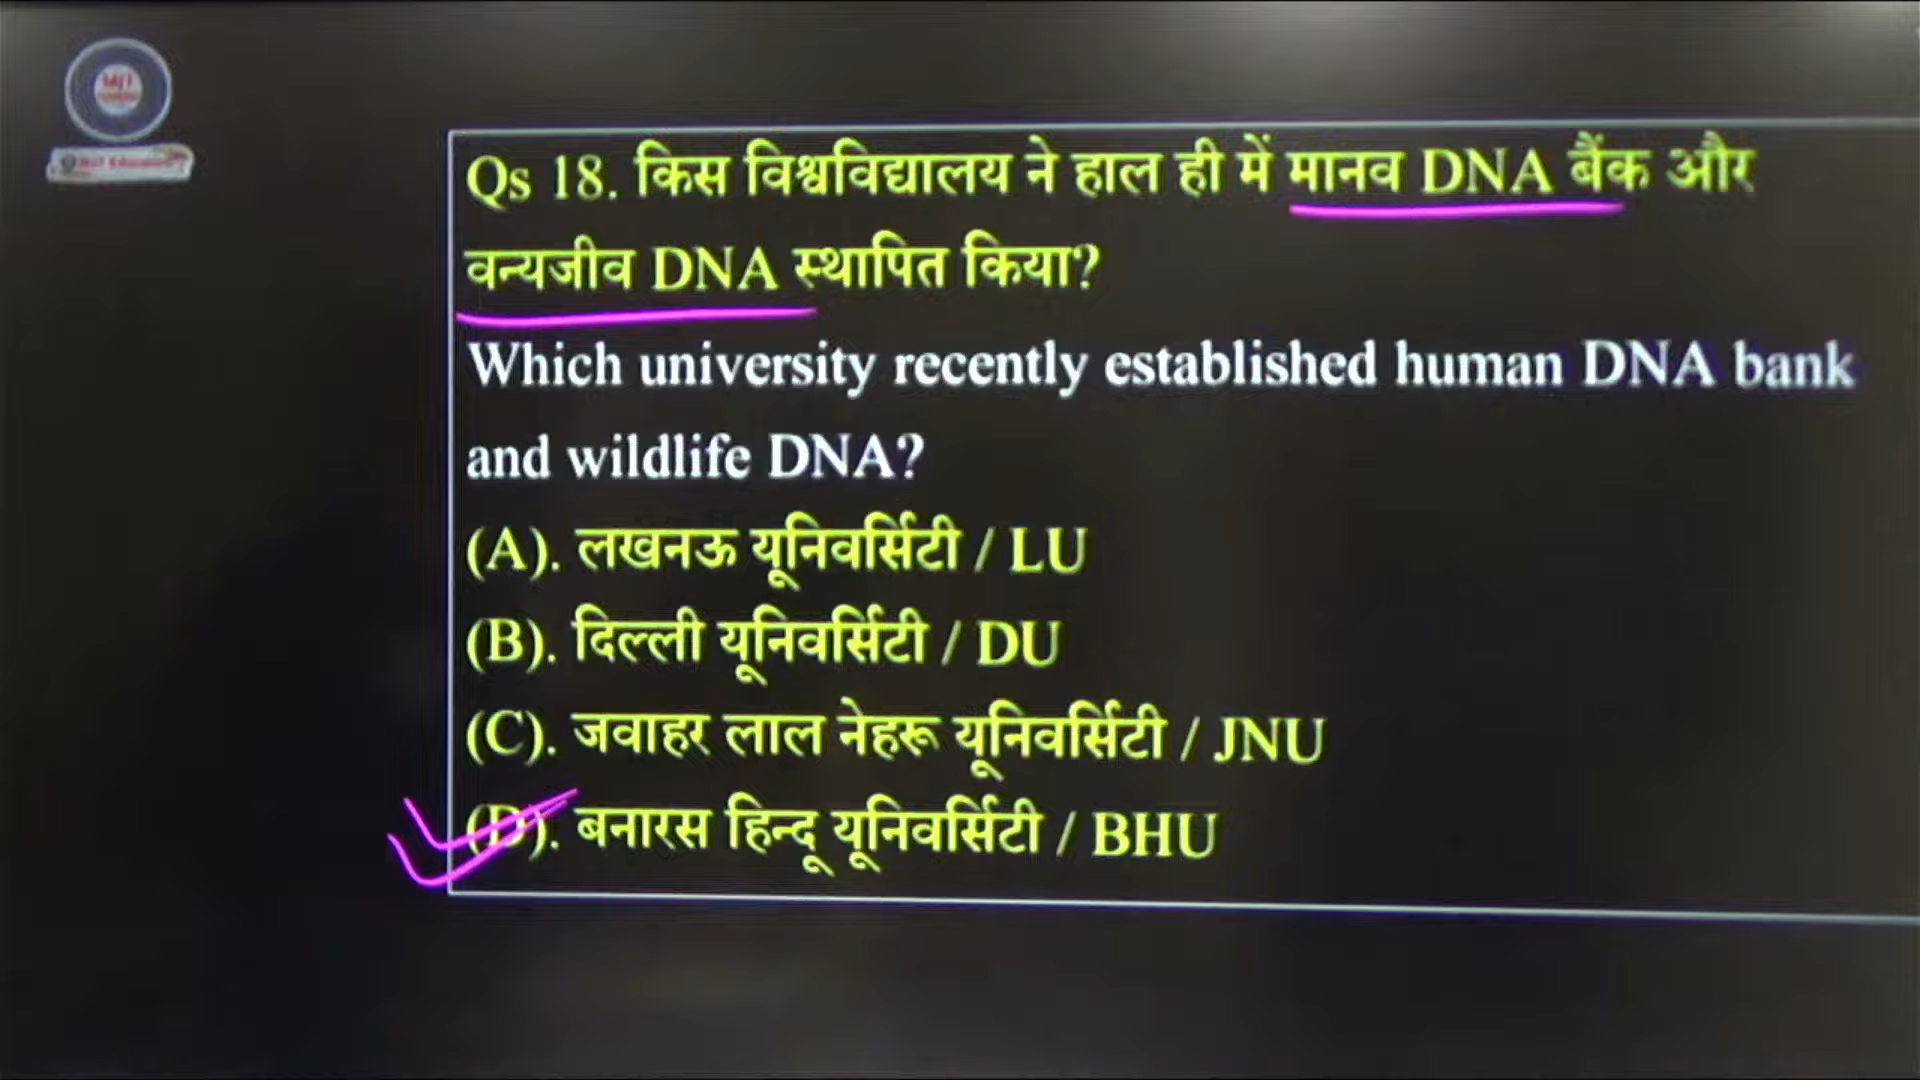 Qs 18. किस विश्वविद्यालय ने हाल ही में मानव DNA बैंक और
वन्यजीव DNA स्थापित किया?
Which university recently established human DNA bank
and wildlife DNA?
(A). लखनऊ यूनिवर्सिटी / LU
(B). दिल्ली यूनिवर्सिटी / DU
(C). जवाहर लाल नेहरू यूनिवर्सिटी / JNU
(D). बनारस हिन्दू यूनिवर्सिटी / BHU